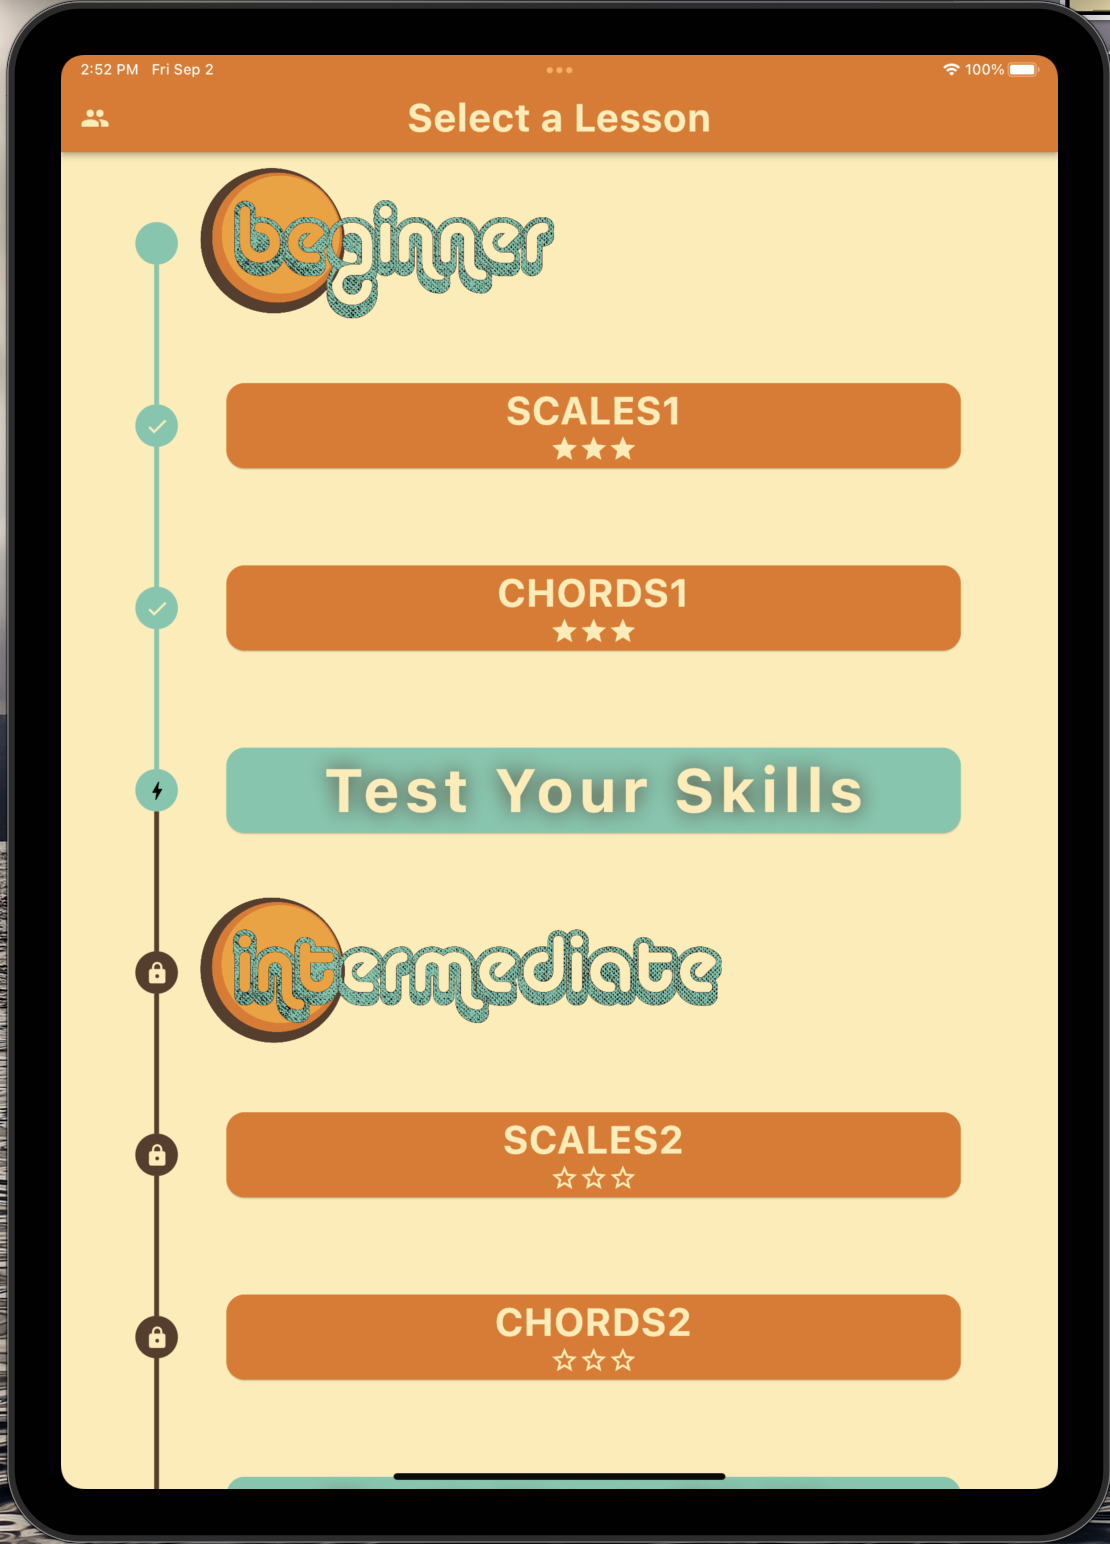 2:52 PM Fri Sep 2
100%
Select a Lesson
beginner
SCALES1
CHORDS1
Test Your Skills
intermediate
SCALES2
CHORDS2